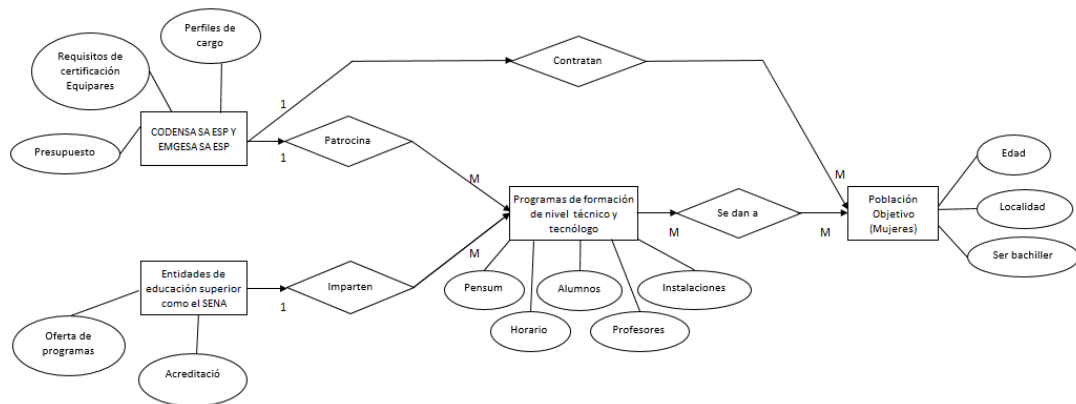 Perfiles de
cargo
Requisitos de
certificación
Equipares
Presupuesto
CODENSA SA ESP Y
EMGESA SA ESP
1
1
Contratan
Patrocina
M
M
Programas de formación
de nivel técnico y
tecnólogo
M
Se dan a
M
M
Población
Objetivo
(Mujeres)
Edad
Localidad
Ser bachiller
Entidades de
educación superior
como el SENA
1
Imparten
Pensum
Alumnos
Instalaciones
Horario
Profesores
Oferta de
programas
Acreditació